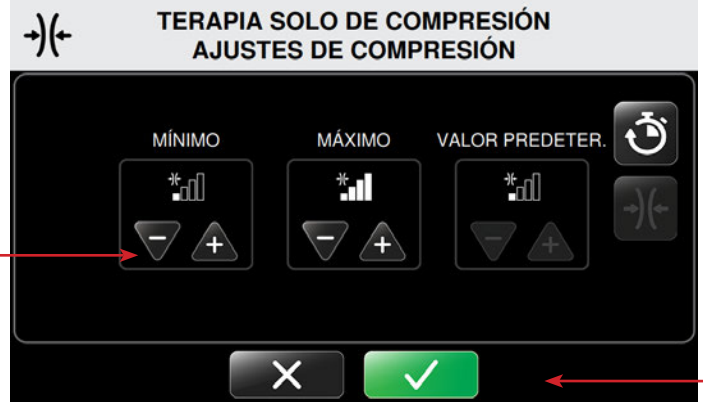 TERAPIA SOLO DE COMPRESIÓN
AJUSTES DE COMPRESIÓN
MÍNIMO MÁXIMO VALOR PREDETER.